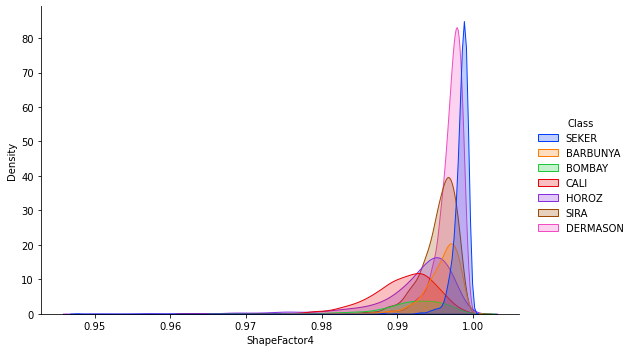 80
70
60
50
40
30
20
10
0
Density
0.95 0.96 0.97 0.98 0.99 1.00
ShapeFactor4
Class
SEKER
BARBUNYA
BOMBAY
CALI
HOROZ
SIRA
DERMASON